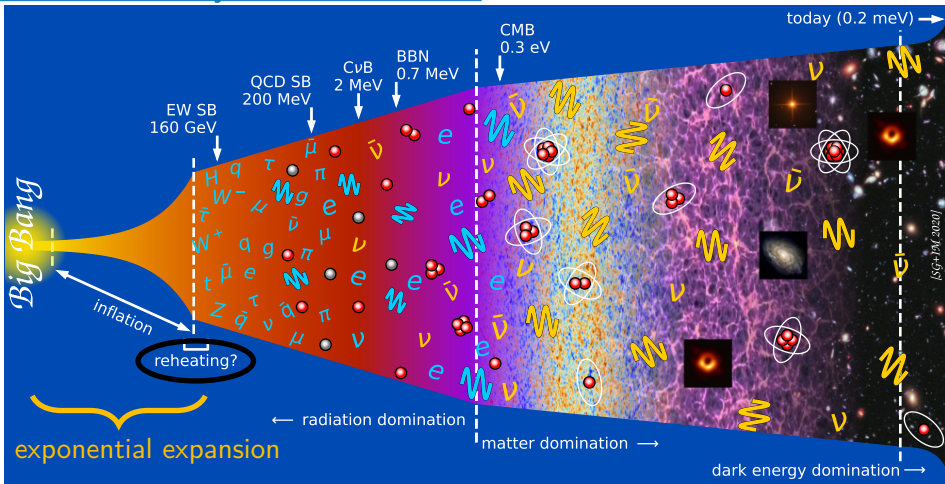 today (0.2 meV)
CMB
0.3 eV
BBN
0.7 MeV
CνB
2 MeV
QCD SB
200 MeV
EW SB
160 GeV
Big Bang
inflation
reheating?
exponential expansion
← radiation domination
matter domination →
dark energy domination →
[SG+VM 2020]
H q τ μ̄ π ν̄ e ν̄ ν
W⁻ μ g e ν e
τ̄ ν̄ μ
W⁺ q g π ν
t μ̄ e e e ν̄ e
Z τ q̄ ν q̄ π
μ ν ν e ν̄
e ν
ν ν̄ ν̄ ν
ν̄ ν̄
ν ν ν̄
ν